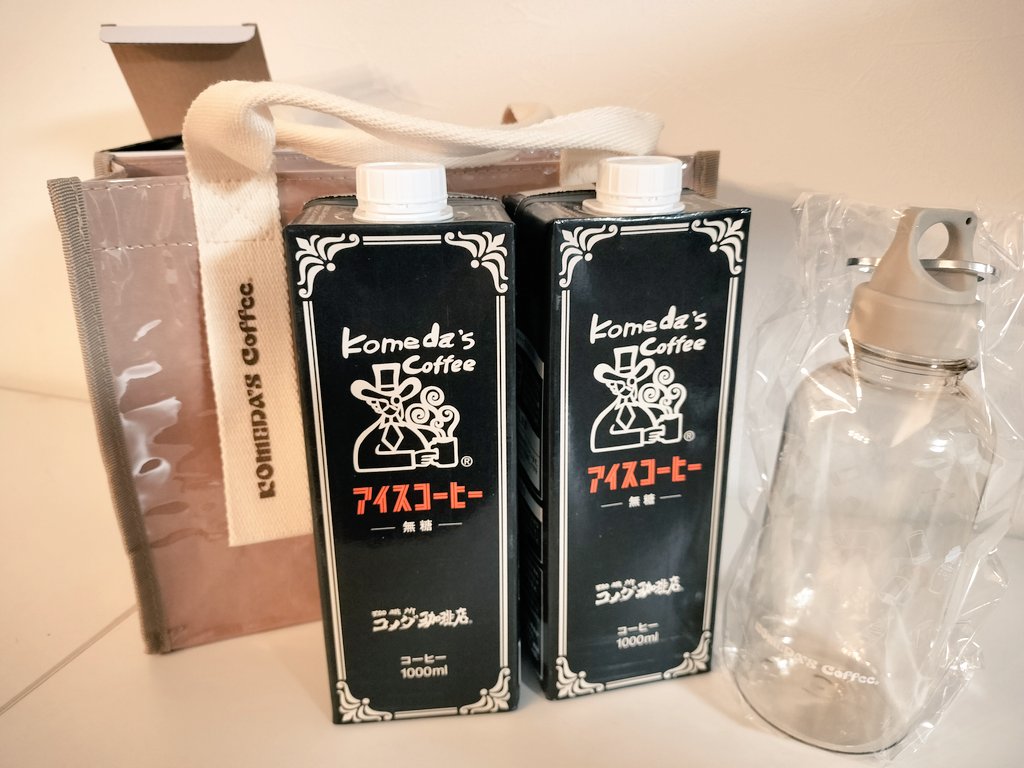 KOMEDA'S Coffee.
Komeda's
Coffee
®
アイスコーヒー
無糖
珈琲所
コメダ珈琲店
コーヒー
1000ml
Komeda's
Coffee
®
アイスコーヒー
無糖
珈琲所
コメダ珈琲店
コーヒー
1000ml
KOMEDA'S Coffee.